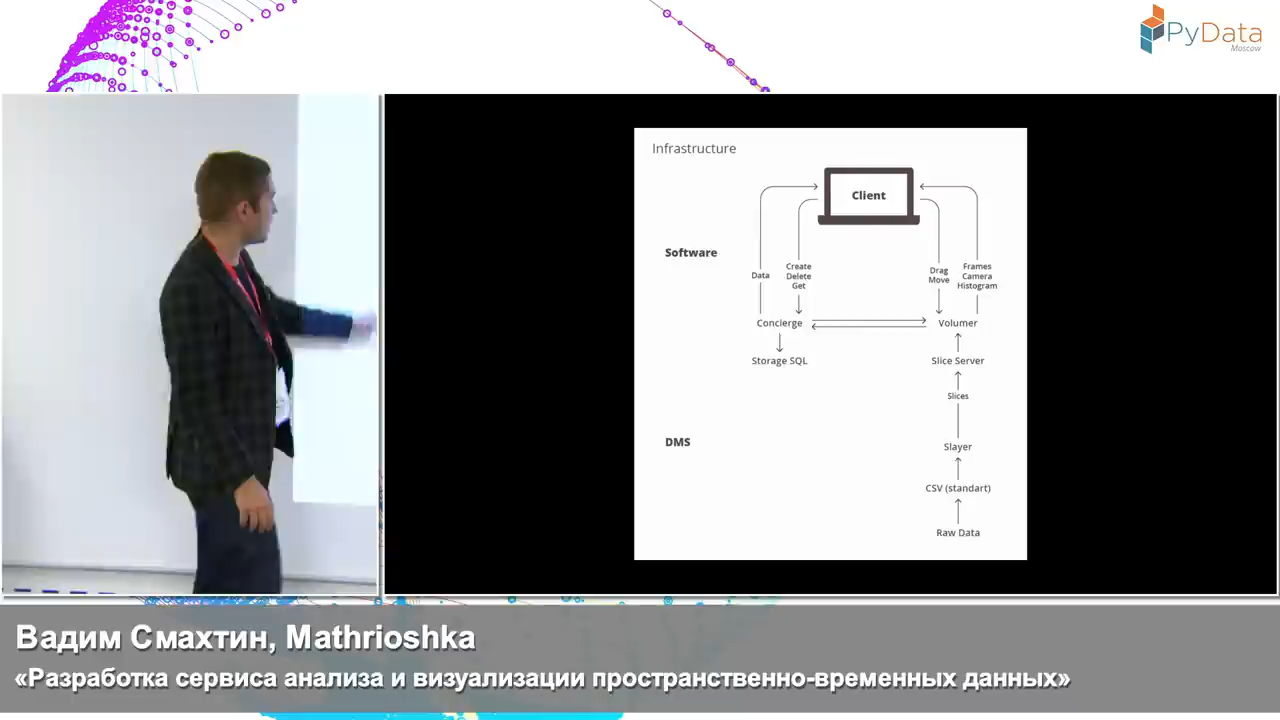 PyData
Moscow
Infrastructure
Client
Software
Data
Create
Delete
Get
Drag
Move
Frames
Camera
Histogram
Concierge
Volumer
Storage SQL
Slice Server
Slices
DMS
Slayer
CSV (standart)
Raw Data
Вадим Смахтин, Mathrioshka
«Разработка сервиса анализа и визуализации пространственно-временных данных»